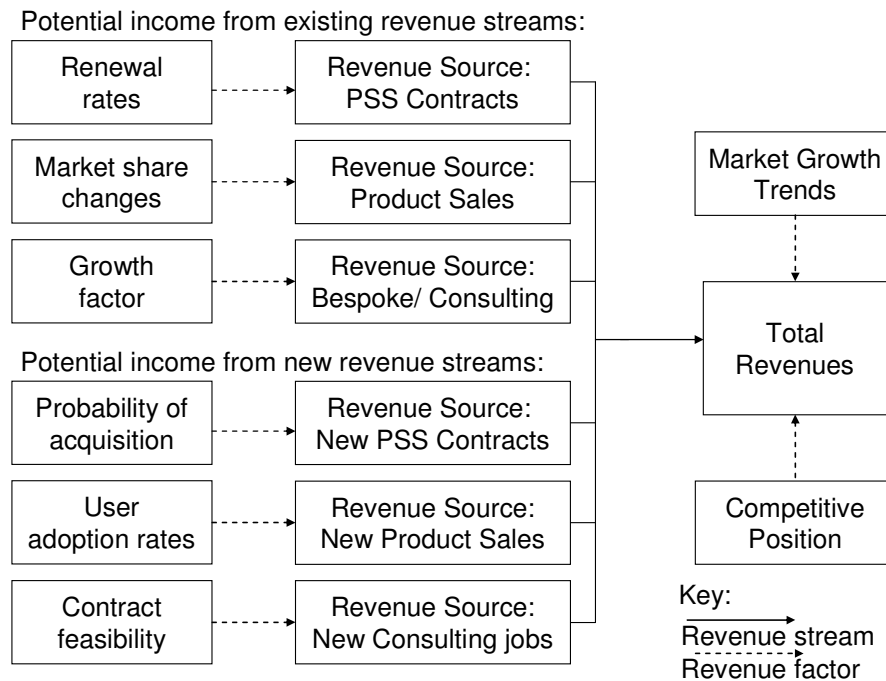 Potential income from existing revenue streams:
Renewal
rates
Revenue Source:
PSS Contracts
Market share
changes
Revenue Source:
Product Sales
Growth
factor
Revenue Source:
Bespoke/ Consulting
Potential income from new revenue streams:
Probability of
acquisition
Revenue Source:
New PSS Contracts
User
adoption rates
Revenue Source:
New Product Sales
Contract
feasibility
Revenue Source:
New Consulting jobs
Market Growth
Trends
Total
Revenues
Competitive
Position
Key:
Revenue stream
Revenue factor